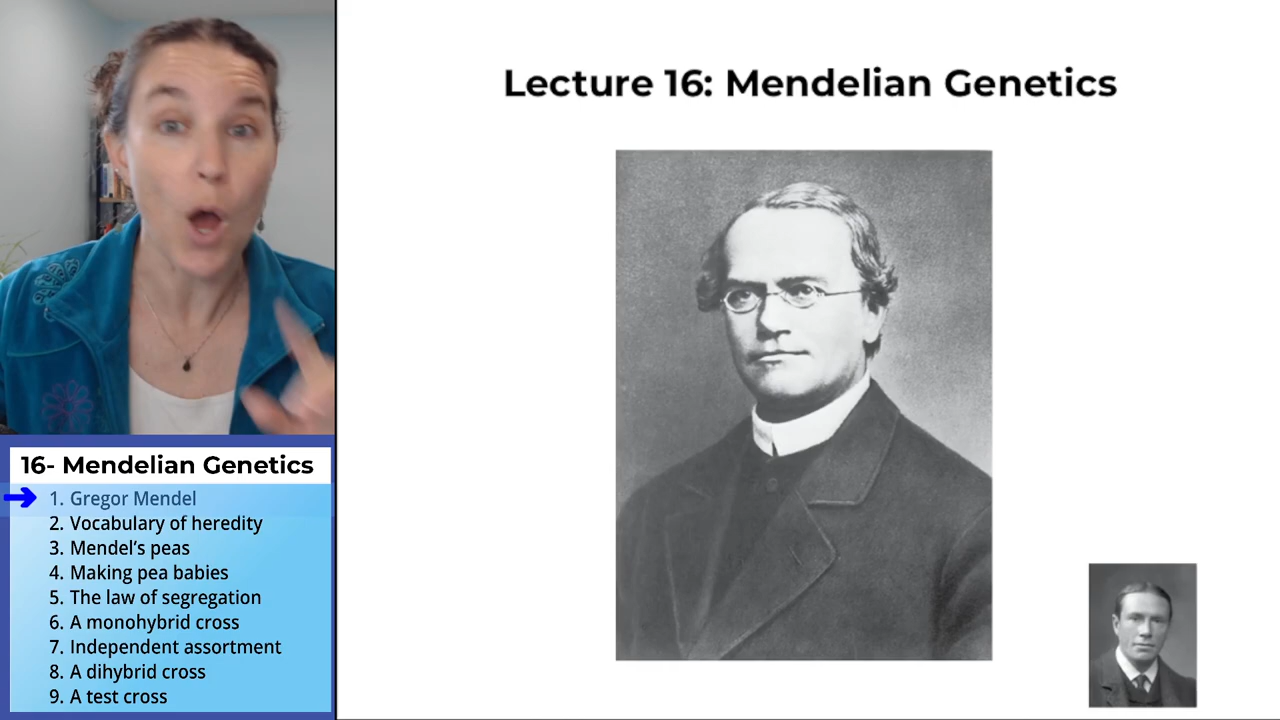 Lecture 16: Mendelian Genetics
16- Mendelian Genetics
1. Gregor Mendel
2. Vocabulary of heredity
3. Mendel's peas
4. Making pea babies
5. The law of segregation
6. A monohybrid cross
7. Independent assortment
8. A dihybrid cross
9. A test cross